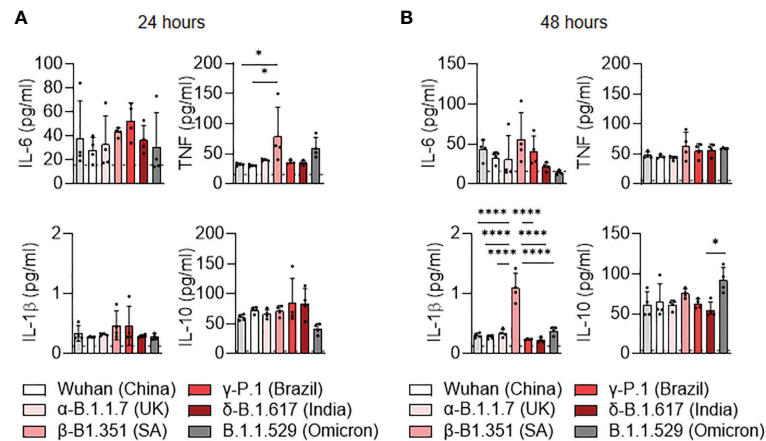 A 24 hours
B 48 hours
IL-6 (pg/ml)
100
80
60
40
20
0
TNF (pg/ml)
200
150
100
50
0
*
*
IL-6 (pg/ml)
150
100
50
0
TNF (pg/ml)
200
150
100
50
0
IL-1β (pg/ml)
2
1
0
IL-10 (pg/ml)
200
150
100
50
0
IL-1β (pg/ml)
2
1
0
**** ****
**** ****
**** ****
IL-10 (pg/ml)
150
100
50
0
*
Wuhan (China)
α-B.1.1.7 (UK)
β-B1.351 (SA)
γ-P.1 (Brazil)
δ-B.1.617 (India)
B.1.1.529 (Omicron)
Wuhan (China)
α-B.1.1.7 (UK)
β-B1.351 (SA)
γ-P.1 (Brazil)
δ-B.1.617 (India)
B.1.1.529 (Omicron)